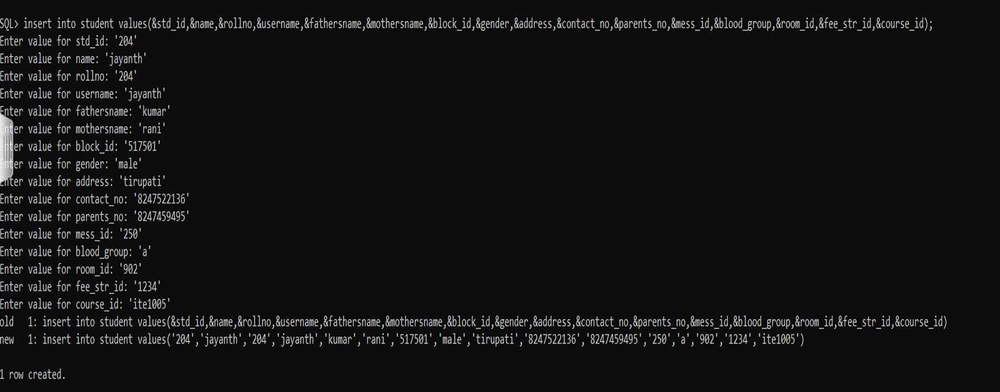 SQL> insert into student values(&std_id,&name,&rollno,&username,&fathersname,&mothersname,&block_id,&gender,&address,&contact_no,&parents_no,&mess_id,&blood_group,&room_id,&fee_str_id,&course_id);
Enter value for std_id: '204'
Enter value for name: 'jayanth'
Enter value for rollno: '204'
Enter value for username: 'jayanth'
Enter value for fathersname: 'kumar'
Enter value for mothersname: 'rani'
Enter value for block_id: '517501'
Enter value for gender: 'male'
Enter value for address: 'tirupati'
Enter value for contact_no: '8247522136'
Enter value for parents_no: '8247459495'
Enter value for mess_id: '250'
Enter value for blood_group: 'a'
Enter value for room_id: '902'
Enter value for fee_str_id: '1234'
Enter value for course_id: 'ite1005'
old   1: insert into student values(&std_id,&name,&rollno,&username,&fathersname,&mothersname,&block_id,&gender,&address,&contact_no,&parents_no,&mess_id,&blood_group,&room_id,&fee_str_id,&course_id)
new   1: insert into student values('204','jayanth','204','jayanth','kumar','rani','517501','male','tirupati','8247522136','8247459495','250','a','902','1234','ite1005')
1 row created.